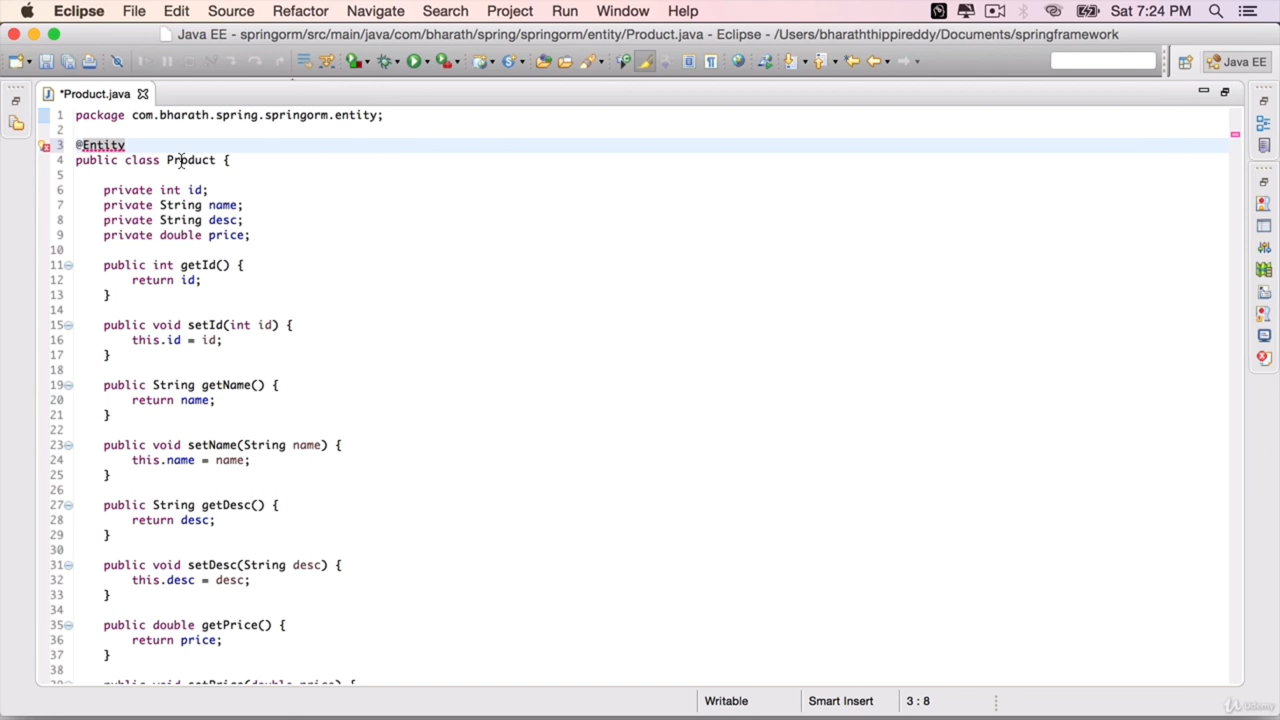 Eclipse File Edit Source Refactor Navigate Search Project Run Window Help Sat 7:24 PM
Java EE - springorm/src/main/java/com/bharath/spring/springorm/entity/Product.java - Eclipse - /Users/bharaththippireddy/Documents/springframework
Java EE
*Product.java
1 package com.bharath.spring.springorm.entity;
2
3 @Entity
4 public class Product {
5
6 private int id;
7 private String name;
8 private String desc;
9 private double price;
10
11 public int getId() {
12 return id;
13 }
14
15 public void setId(int id) {
16 this.id = id;
17 }
18
19 public String getName() {
20 return name;
21 }
22
23 public void setName(String name) {
24 this.name = name;
25 }
26
27 public String getDesc() {
28 return desc;
29 }
30
31 public void setDesc(String desc) {
32 this.desc = desc;
33 }
34
35 public double getPrice() {
36 return price;
37 }
38
39 public void setPrice(double price) {
Writable Smart Insert 3 : 8
Udemy